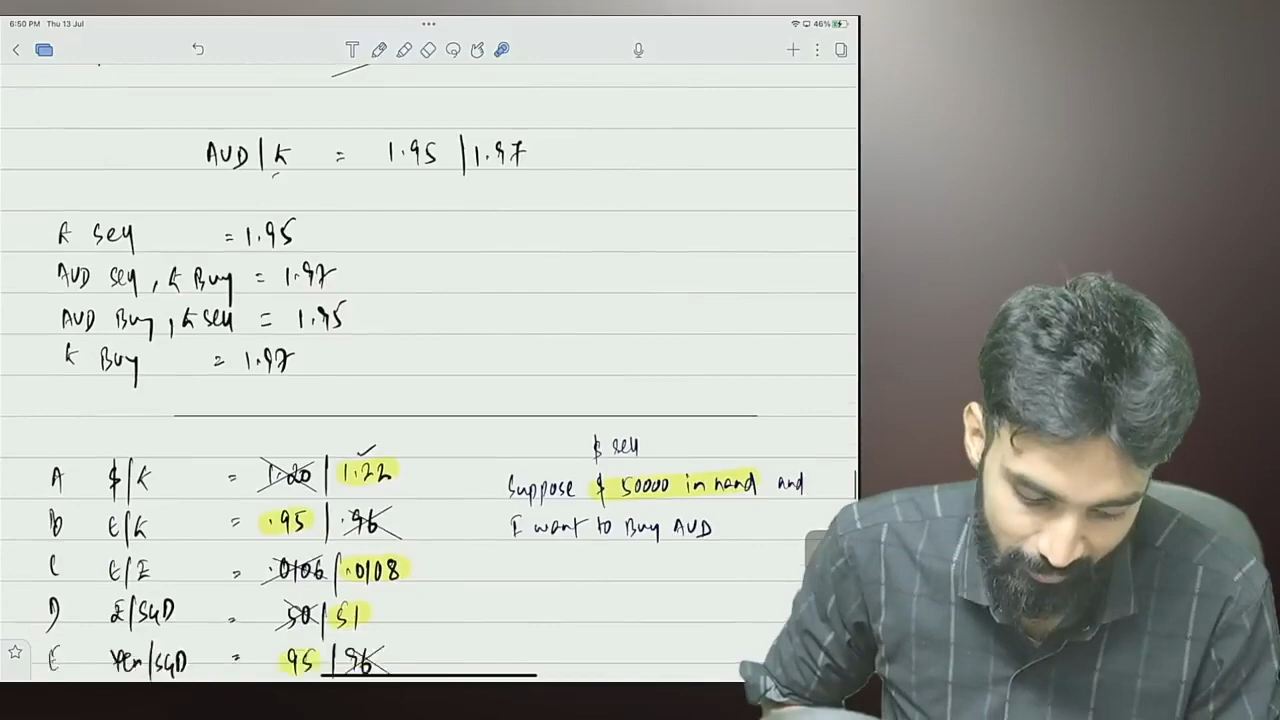 6:50 PM Thu 13 Jul
46%
AUD/£ = 1.95 | 1.97
£ sell = 1.95
AUD sell, £ Buy = 1.97
AUD Buy, £ sell = 1.95
£ Buy = 1.97
$ sell
A $/£ = 1.20 | 1.22
Suppose $ 50000 in hand and
B €/£ = .95 | .96
I want to Buy AUD
C €/₹ = .0106 | .0108
D ₹/SGD = 50 | 51
E Yen/SGD = 95 | 96